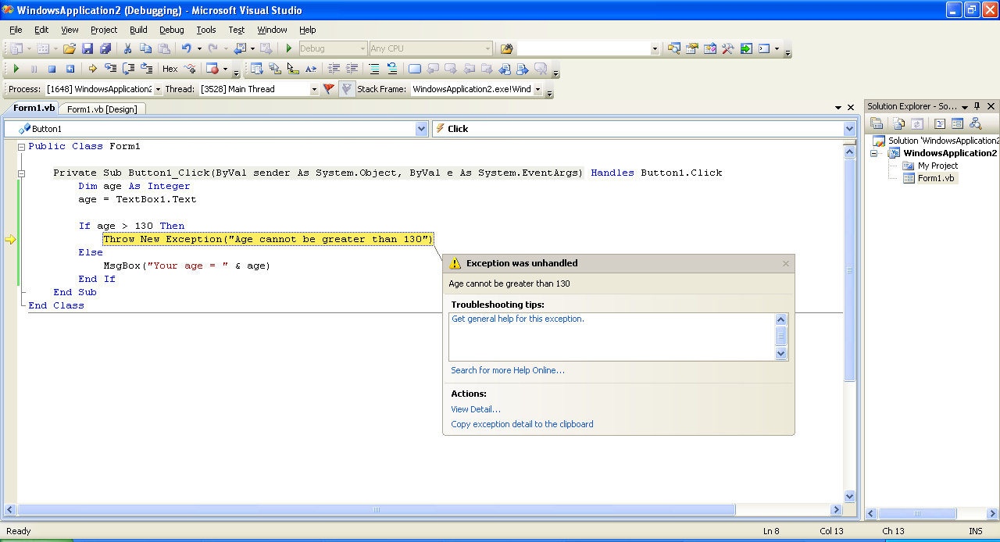 WindowsApplication2 (Debugging) - Microsoft Visual Studio
File Edit View Project Build Debug Tools Test Window Help
Debug Any CPU
Hex
Process: [1648] WindowsApplication2 Thread: [3528] Main Thread Stack Frame: WindowsApplication2.exe!Wind
Form1.vb Form1.vb [Design]
Button1 Click
Public Class Form1
Private Sub Button1_Click(ByVal sender As System.Object, ByVal e As System.EventArgs) Handles Button1.Click
Dim age As Integer
age = TextBox1.Text
If age > 130 Then
Throw New Exception("Age cannot be greater than 130")
Else
MsgBox("Your age = " & age)
End If
End Sub
End Class
Exception was unhandled
Age cannot be greater than 130
Troubleshooting tips:
Get general help for this exception.
Search for more Help Online...
Actions:
View Detail...
Copy exception detail to the clipboard
Solution Explorer - So...
Solution 'WindowsApplication2
WindowsApplication2
My Project
Form1.vb
Ready Ln 8 Col 13 Ch 13 INS